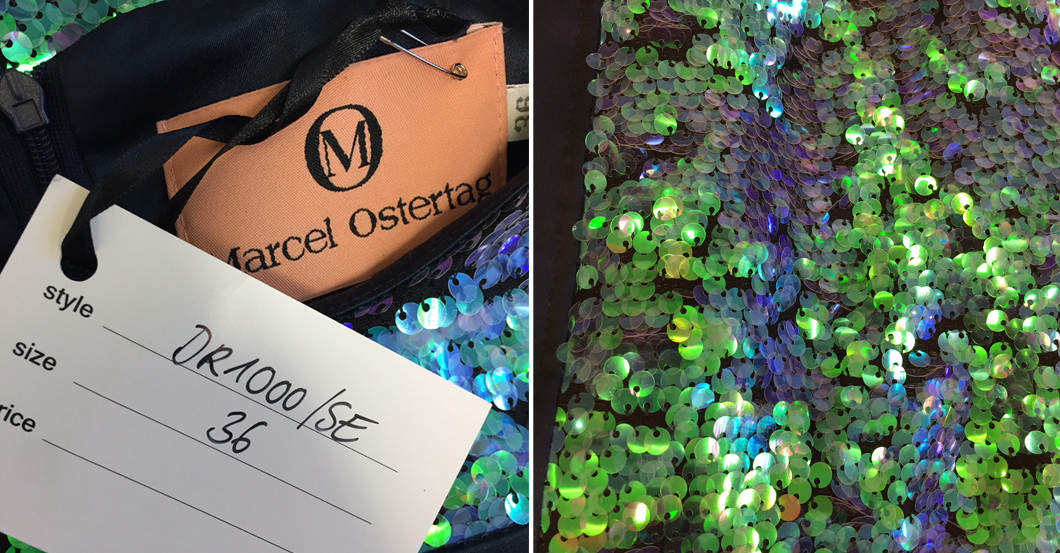 M
Marcel Ostertag
36
style DR1000/SE
size 36
rice